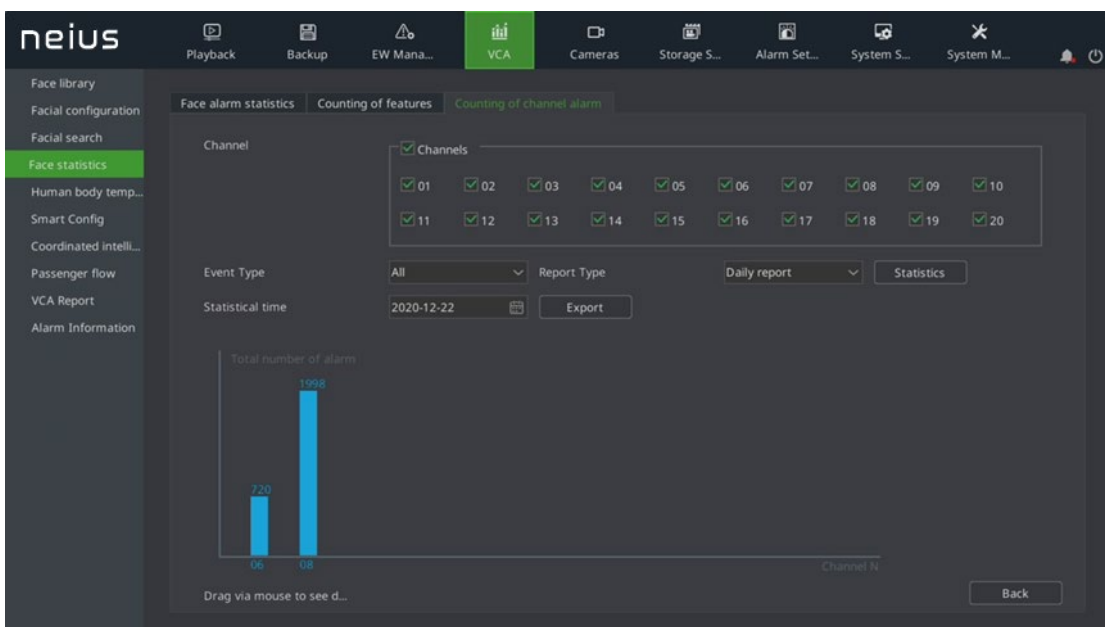 neius
Playback Backup EW Mana... VCA Cameras Storage S... Alarm Set... System S... System M...
Face library
Facial configuration
Facial search
Face statistics
Human body temp...
Smart Config
Coordinated intelli...
Passenger flow
VCA Report
Alarm Information
Face alarm statistics Counting of features Counting of channel alarm
Channel Channels
01 02 03 04 05 06 07 08 09 10
11 12 13 14 15 16 17 18 19 20
Event Type All Report Type Daily report Statistics
Statistical time 2020-12-22 Export
Total number of alarm
1998
720
06 08 Channel N
Drag via mouse to see d... Back